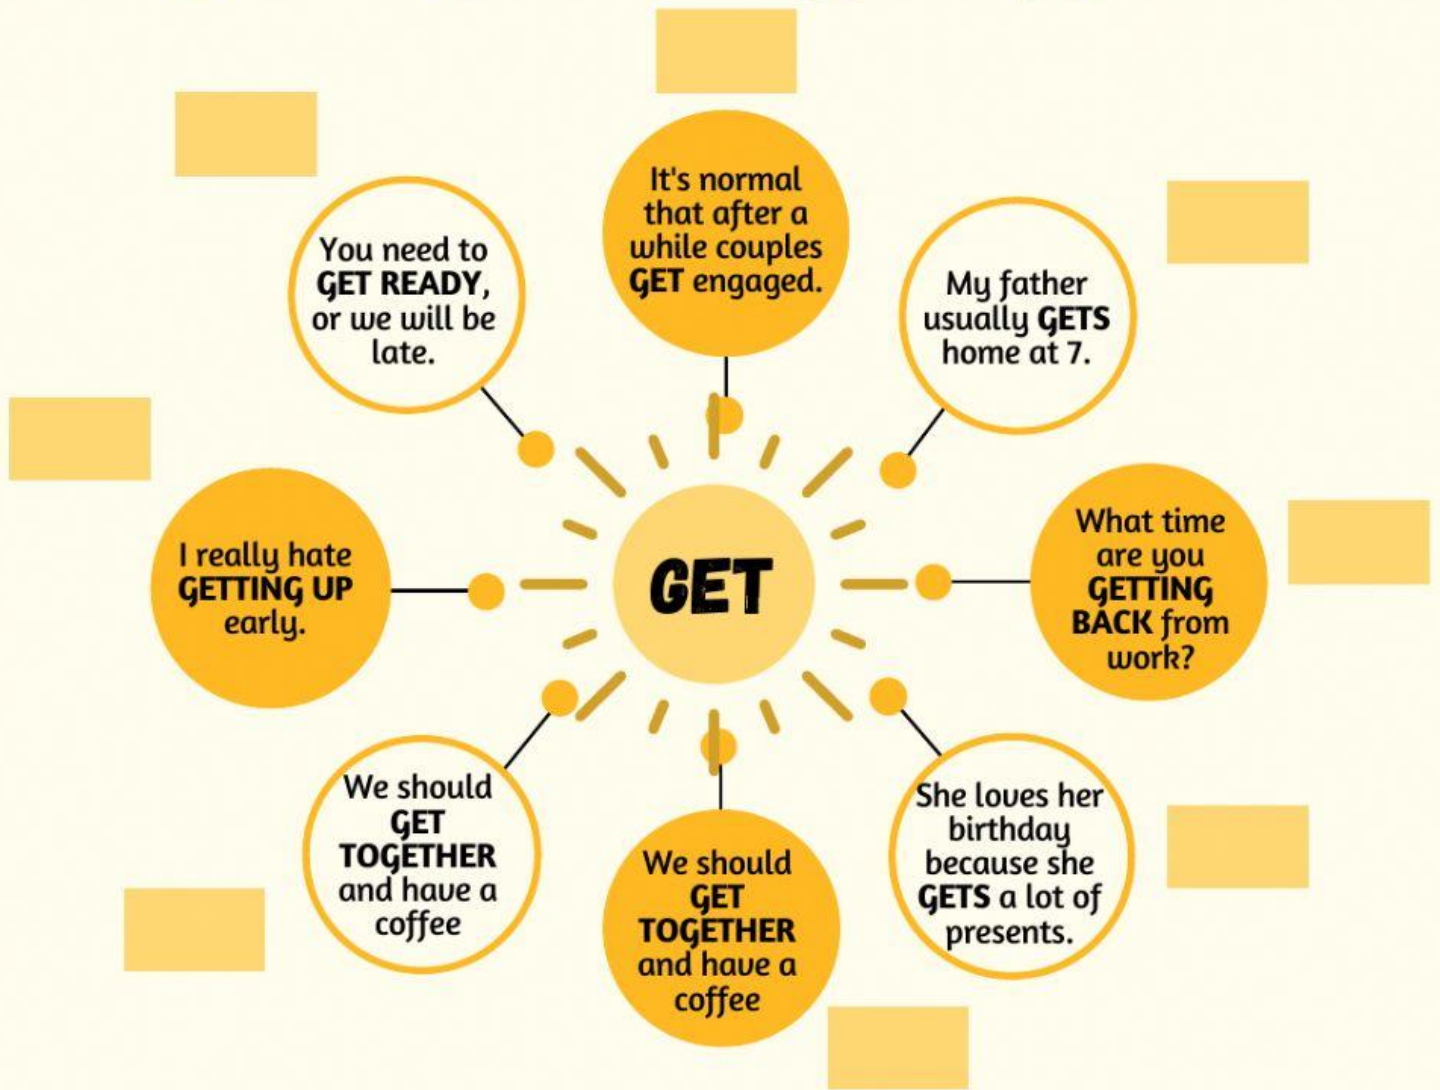 It's normal
that after a
while couples
GET engaged.
You need to
GET READY,
or we will be
late.
My father
usually GETS
home at 7.
I really hate
GETTING UP
early.
GET
What time
are you
GETTING
BACK from
work?
We should
GET
TOGETHER
and have a
coffee
We should
GET
TOGETHER
and have a
coffee
She loves her
birthday
because she
GETS a lot of
presents.